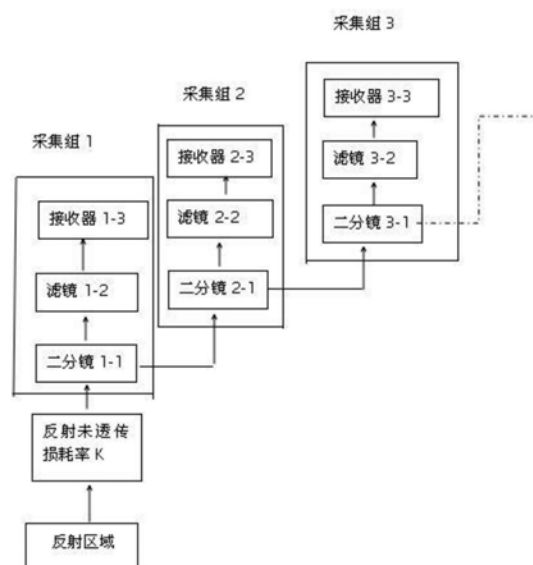 采集组 3
接收器 3-3
滤镜 3-2
二分镜 3-1
采集组 2
接收器 2-3
滤镜 2-2
二分镜 2-1
采集组 1
接收器 1-3
滤镜 1-2
二分镜 1-1
反射未透传
损耗率 K
反射区域